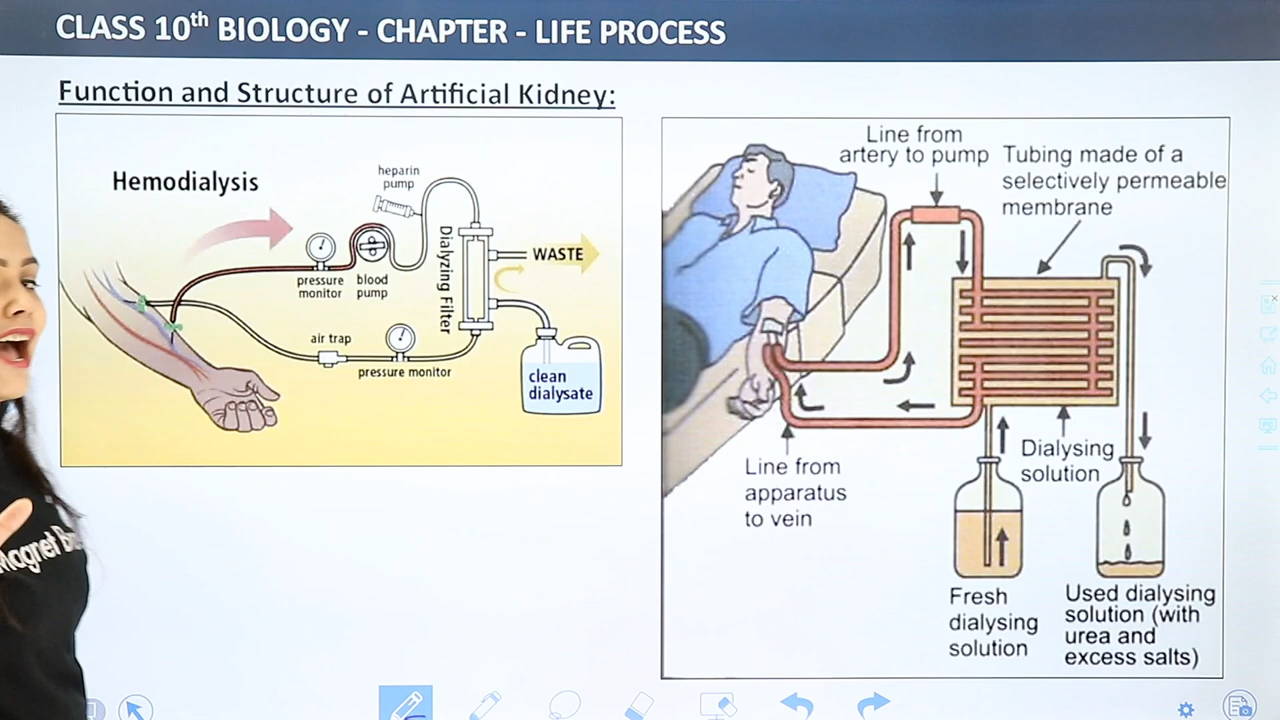 CLASS 10th BIOLOGY - CHAPTER - LIFE PROCESS
Function and Structure of Artificial Kidney:
Hemodialysis
heparin
pump
pressure
monitor
blood
pump
Dialyzing Filter
WASTE
air trap
pressure monitor
clean
dialysate
Line from
artery to pump
Tubing made of a
selectively permeable
membrane
Line from
apparatus
to vein
Dialysing
solution
Fresh
dialysing
solution
Used dialysing
solution (with
urea and
excess salts)
Magnet